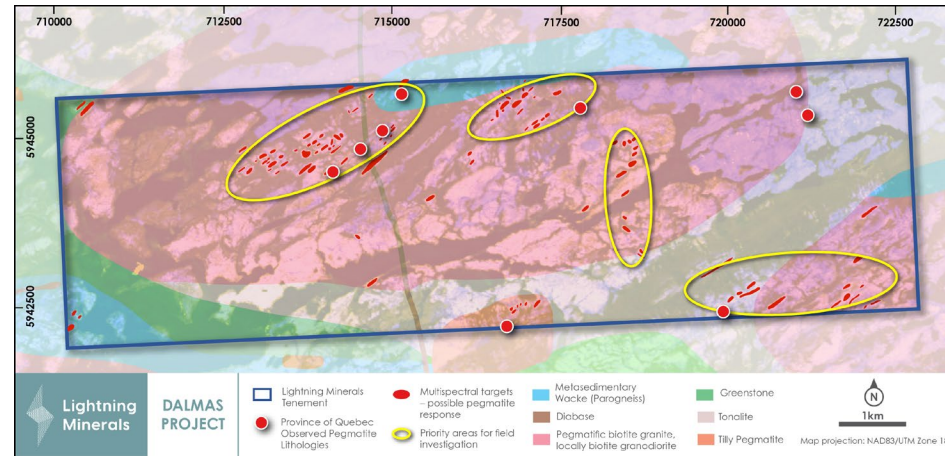 710000 712500 715000 717500 720000 722500
5945000
5942500
Lightning
Minerals
DALMAS
PROJECT
Lightning Minerals
Tenement
Province of Quebec
Observed Pegmatite
Lithologies
Multispectral targets
– possible pegmatite
response
Priority areas for field
investigation
Metasedimentary
Wacke (Paragneiss)
Diabase
Pegmatific biotite granite,
locally biotite granodiorite
Greenstone
Tonalite
Tilly Pegmatite
N
1km
Map projection: NAD83/UTM Zone 18